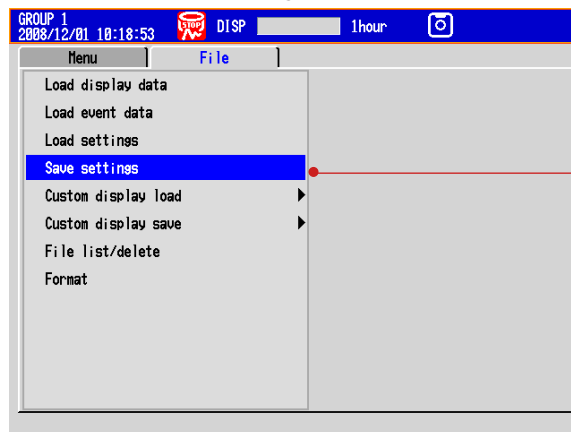 GROUP 1
2008/12/01 10:18:53
STOP
DISP
1hour
Menu
File
Load display data
Load event data
Load settings
Save settings
Custom display load
Custom display save
File list/delete
Format